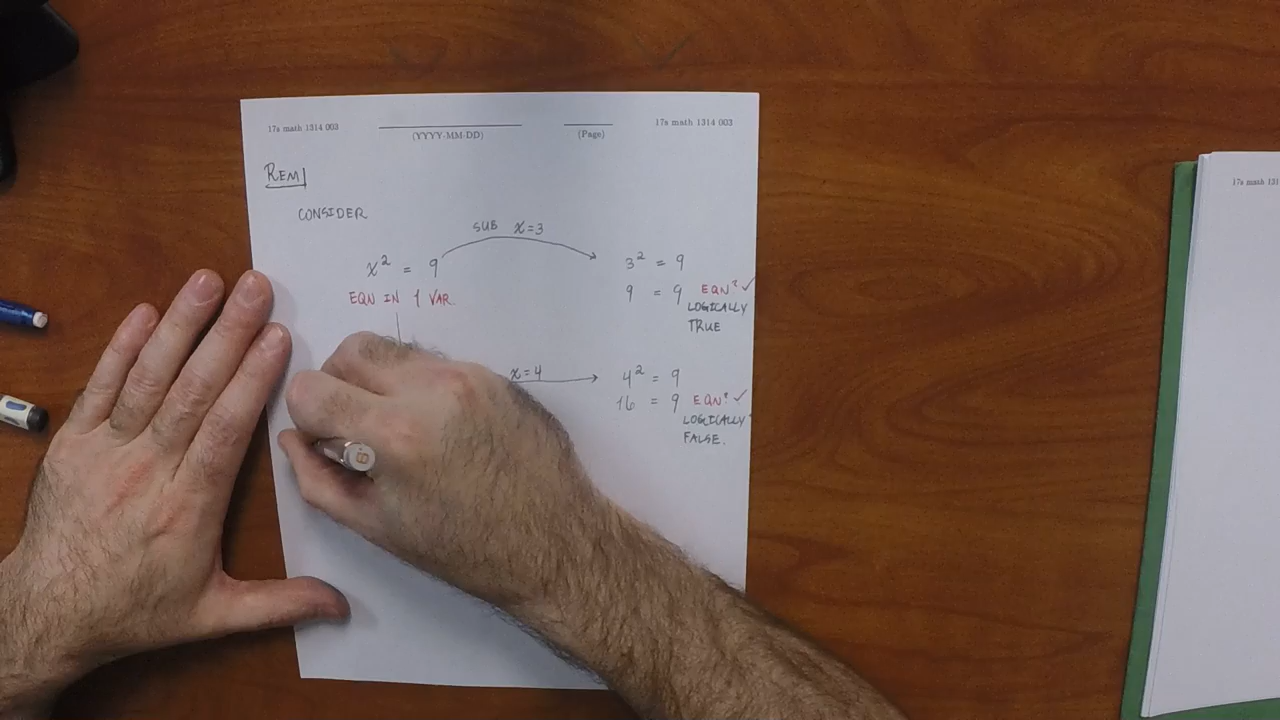 17s math 1314 003 (YYYY-MM-DD) (Page) 17s math 1314 003
REM
CONSIDER
SUB x=3
x² = 9
EQN IN 1 VAR.
3² = 9
9 = 9 EQN? ✓
LOGICALLY
TRUE
x=4
4² = 9
16 = 9 EQN? ✓
LOGICALLY
FALSE.
17s math 131